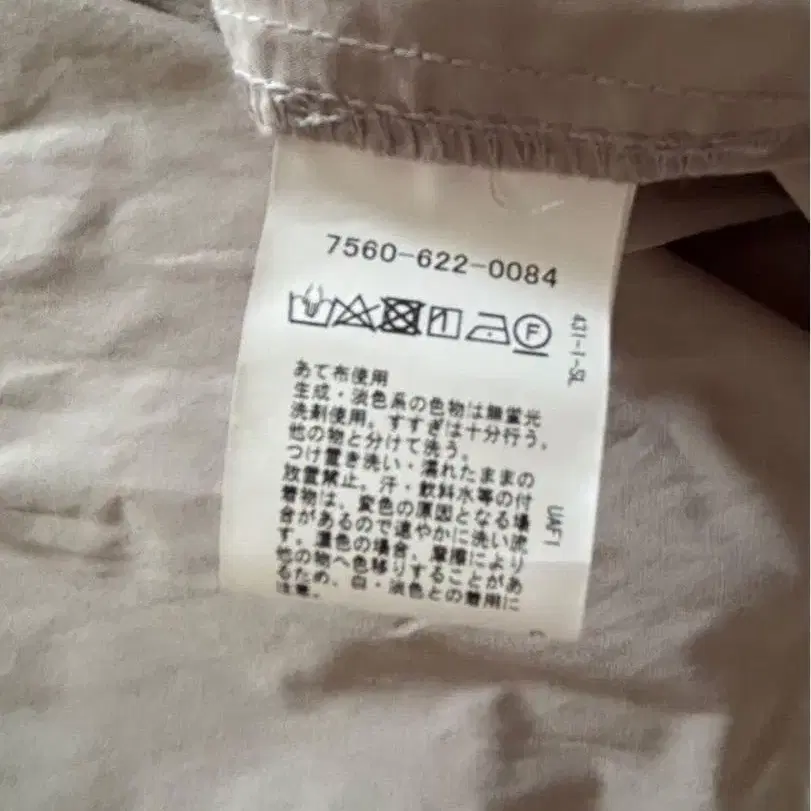 7560-622-0084
F
431-1-SL
あて布使用
生成・淡色系の色物は無蛍光
洗剤使用。すすぎは十分行う。
他の物と分けて洗う。
つけ置き洗い・濡れたままの
放置禁止。汗・飲料水等の付
着物は、変色の原因となる場
合があるので速やかに洗い流
す。濃色の場合、摩擦により
他の物へ色移りすることがあ
るため、白・淡色との着用に
注意。
UAF1